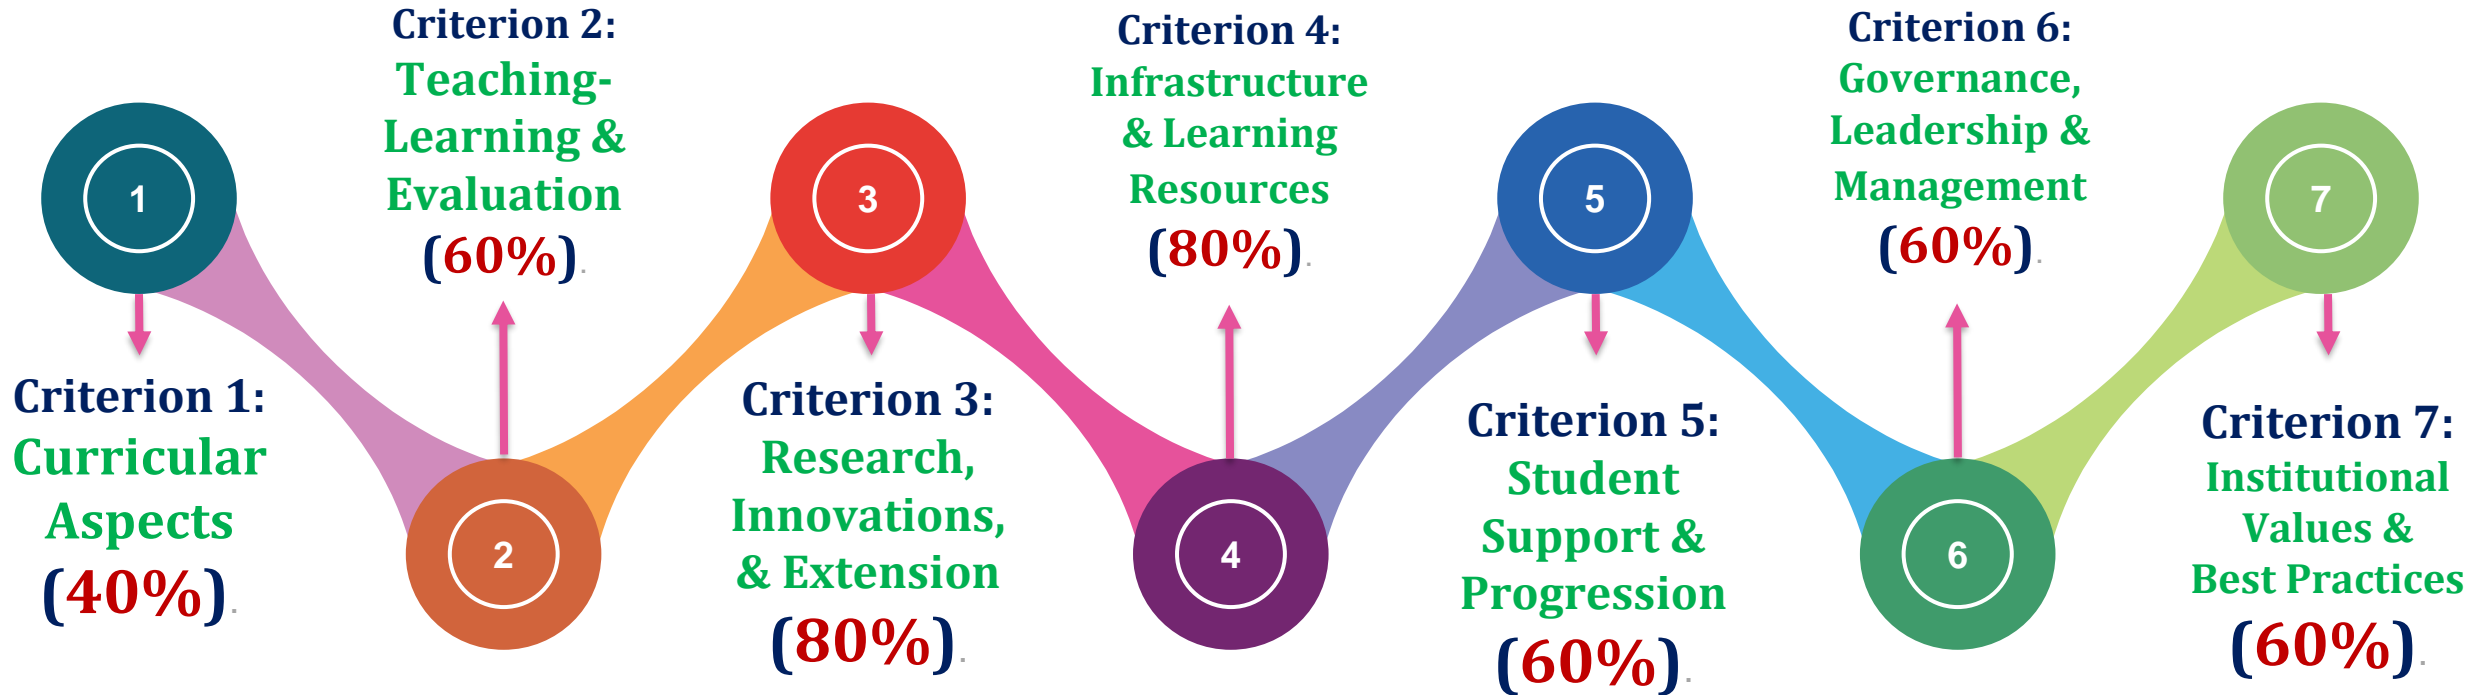 1
Criterion 1:
Curricular
Aspects
(40%).
Criterion 2:
Teaching-
Learning &
Evaluation
(60%).
2
3
Criterion 3:
Research,
Innovations,
& Extension
(80%).
Criterion 4:
Infrastructure
& Learning
Resources
(80%).
4
5
Criterion 5:
Student
Support &
Progression
(60%).
Criterion 6:
Governance,
Leadership &
Management
(60%).
6
7
Criterion 7:
Institutional
Values &
Best Practices
(60%).